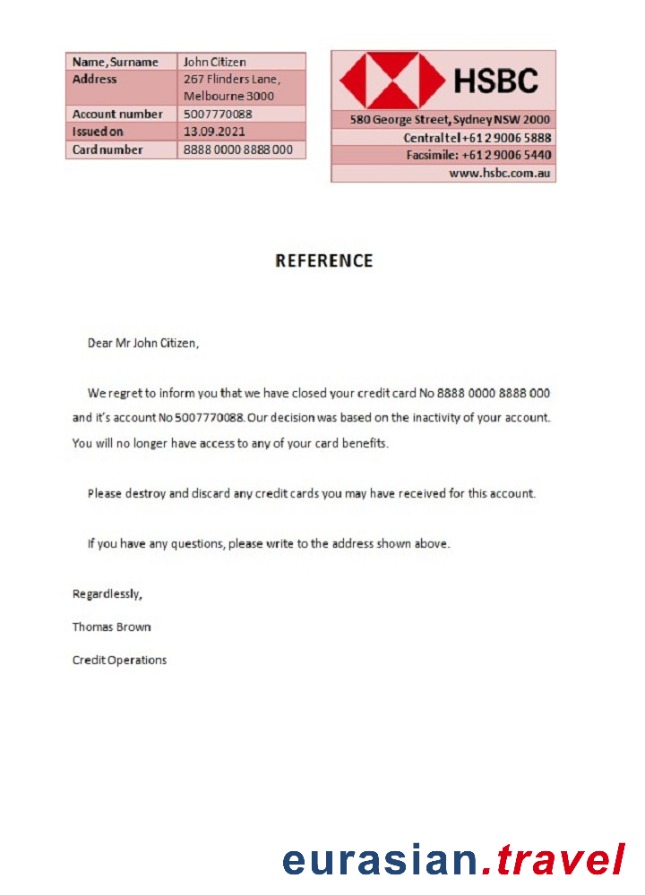 Name, Surname John Citizen
Address 267 Flinders Lane,
Melbourne 3000
Account number 5007770088
Issued on 13.09.2021
Card number 8888 0000 8888 000
HSBC
580 George Street, Sydney NSW 2000
Central tel +61 2 9006 5888
Facsimile: +61 2 9006 5440
www.hsbc.com.au
REFERENCE
Dear Mr John Citizen,
We regret to inform you that we have closed your credit card No 8888 0000 8888 000
and it's account No 5007770088. Our decision was based on the inactivity of your account.
You will no longer have access to any of your card benefits.
Please destroy and discard any credit cards you may have received for this account.
If you have any questions, please write to the address shown above.
Regardlessly,
Thomas Brown
Credit Operations
eurasian.travel